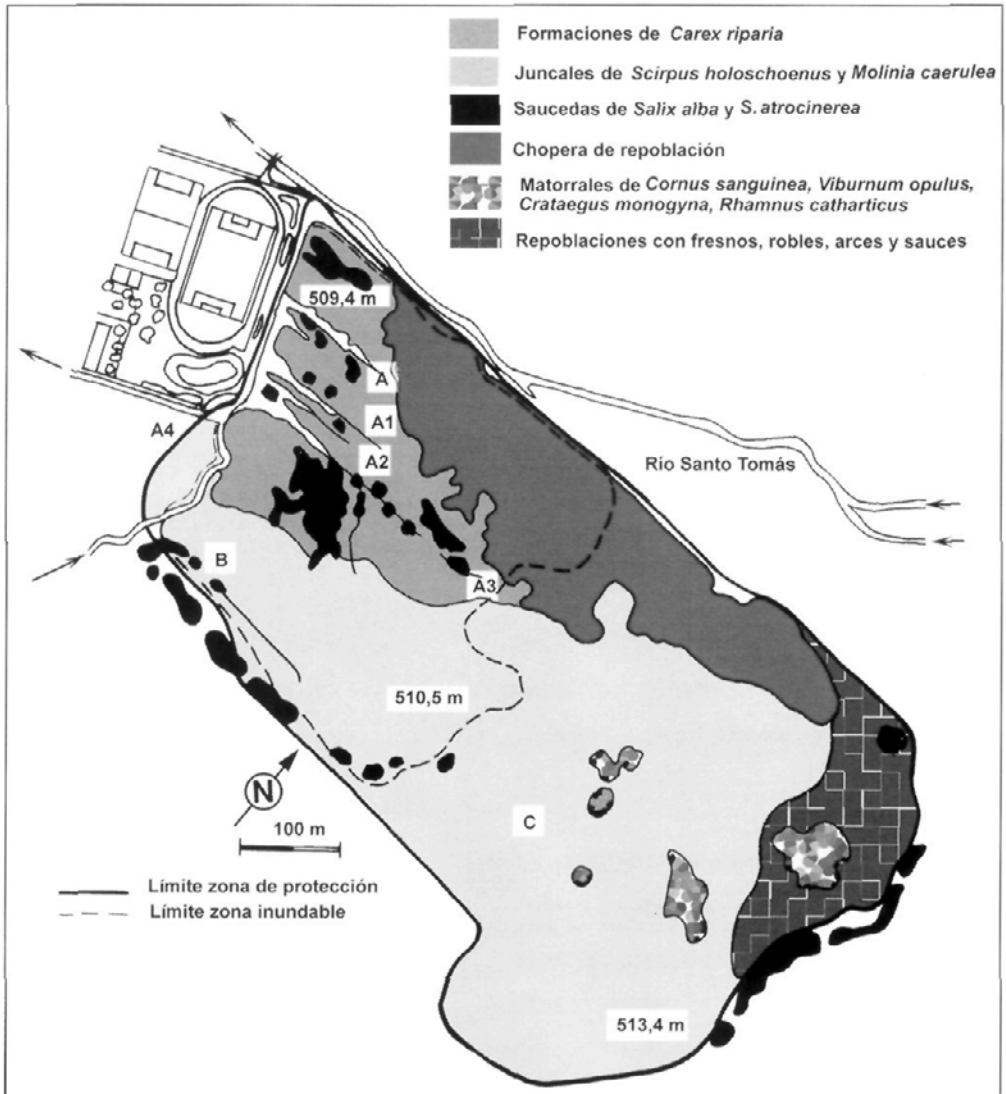 Formaciones de Carex riparia
Juncales de Scirpus holoschoenus y Molinia caerulea
Saucedas de Salix alba y S. atrocinerea
Chopera de repoblación
Matorrales de Cornus sanguinea, Viburnum opulus,
Crataegus monogyna, Rhamnus catharticus
Repoblaciones con fresnos, robles, arces y sauces
509,4 m
A
A1
A4
A2
Río Santo Tomás
B
A3
510,5 m
N
C
100 m
Límite zona de protección
Límite zona inundable
513,4 m